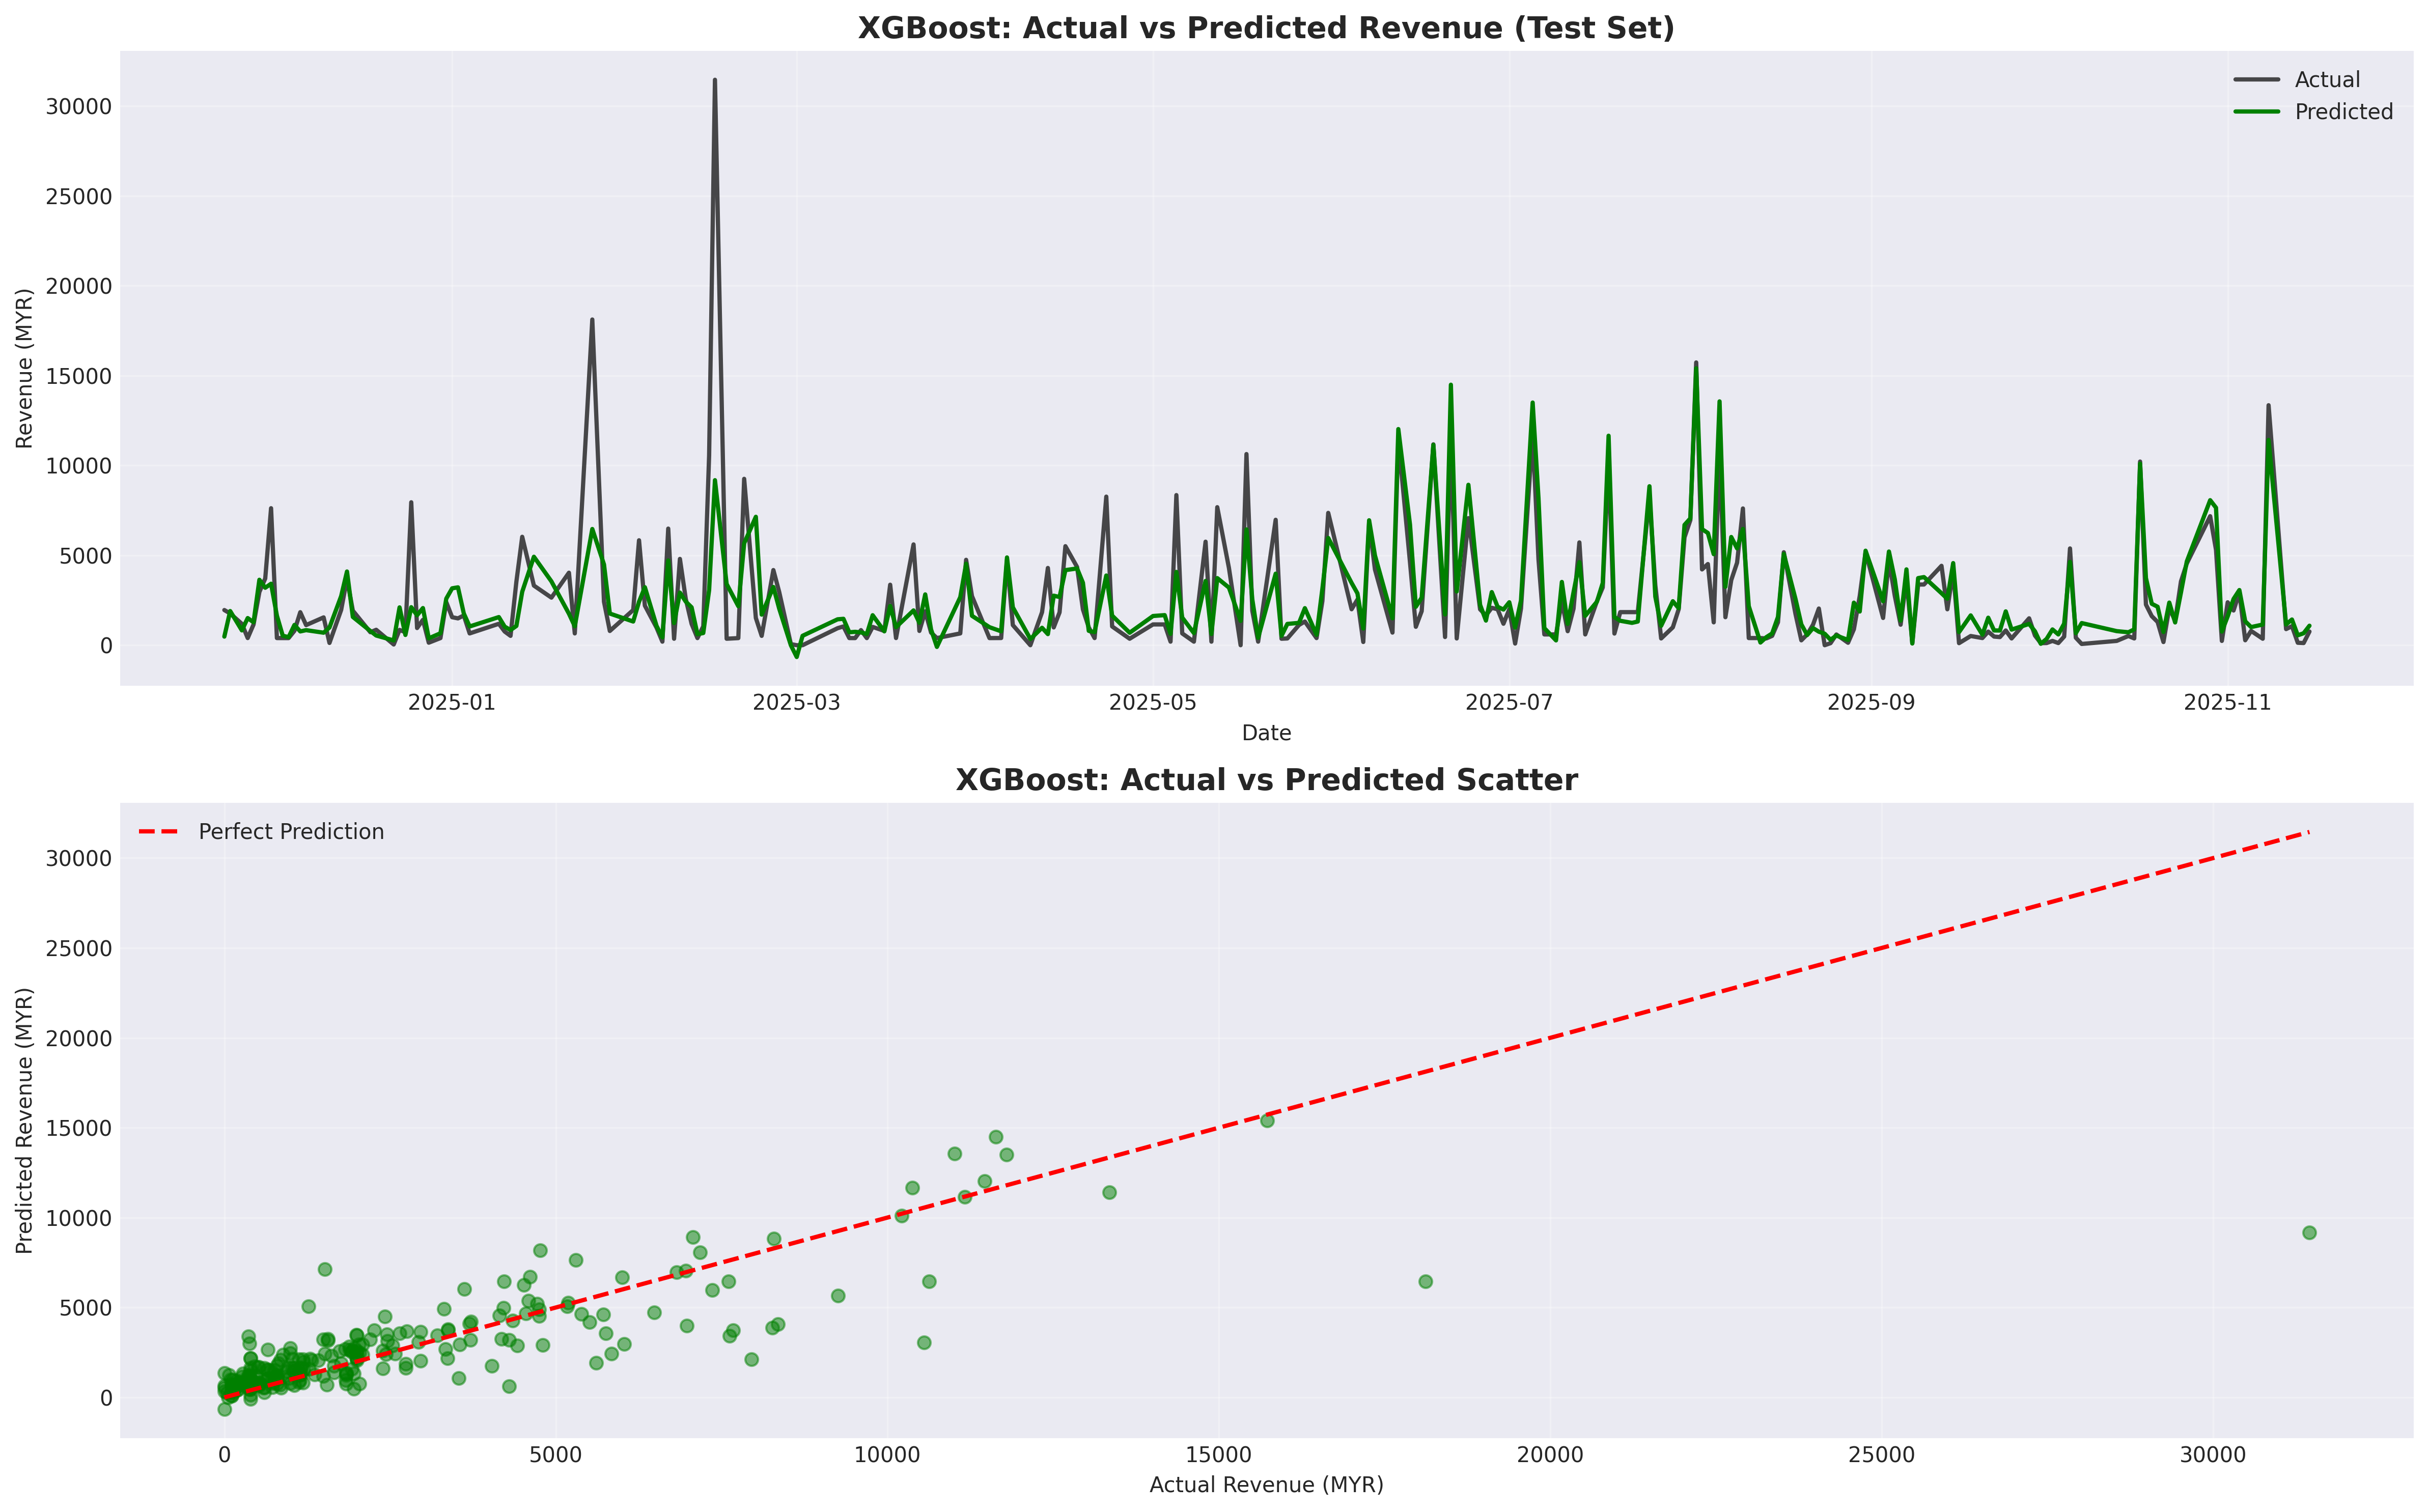 XGBoost: Actual vs Predicted Revenue (Test Set)
Actual
Predicted
Revenue (MYR)
30000
25000
20000
15000
10000
5000
0
2025-01 2025-03 2025-05 2025-07 2025-09 2025-11
Date
XGBoost: Actual vs Predicted Scatter
Perfect Prediction
Predicted Revenue (MYR)
30000
25000
20000
15000
10000
5000
0
0 5000 10000 15000 20000 25000 30000
Actual Revenue (MYR)